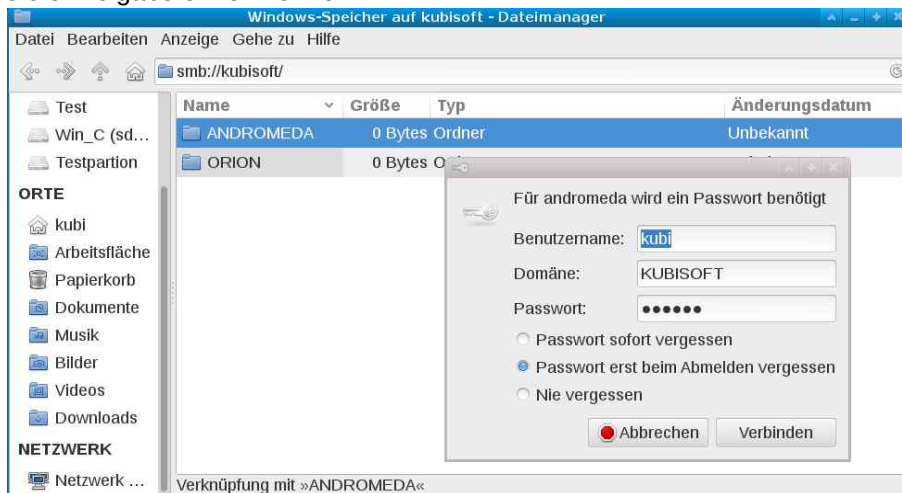 Windows-Speicher auf kubisoft - Dateimanager
Datei Bearbeiten Anzeige Gehe zu Hilfe
smb://kubisoft/
Test
Win_C (sd...
Testpartion
ORTE
kubi
Arbeitsfläche
Papierkorb
Dokumente
Musik
Bilder
Videos
Downloads
NETZWERK
Netzwerk ...
Name Größe Typ Änderungsdatum
ANDROMEDA 0 Bytes Ordner Unbekannt
ORION 0 Bytes
Für andromeda wird ein Passwort benötigt
Benutzername: kubi
Domäne: KUBISOFT
Passwort: ●●●●●●
Passwort sofort vergessen
Passwort erst beim Abmelden vergessen
Nie vergessen
Abbrechen Verbinden
Verknüpfung mit »ANDROMEDA«